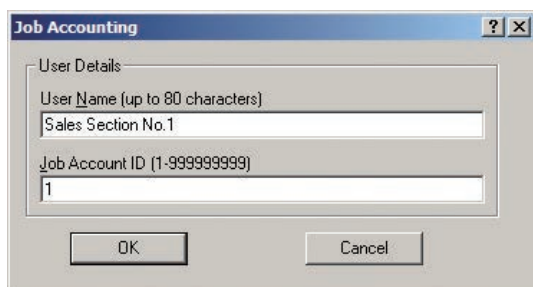 Job Accounting ? X
User Details
User Name (up to 80 characters)
Sales Section No.1
Job Account ID (1-999999999)
1
OK Cancel